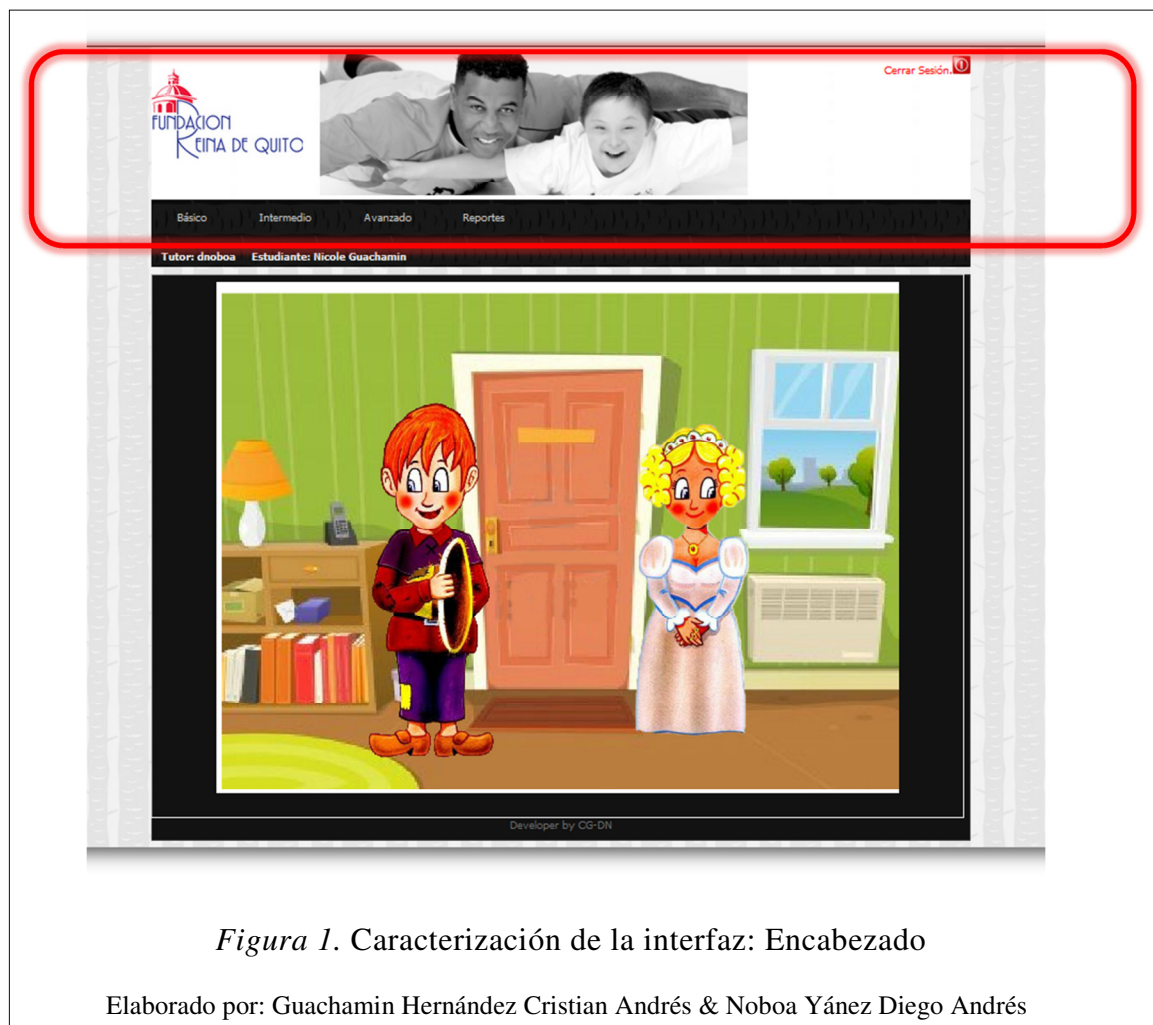 Cerrar Sesión.
FUNDACION
REINA DE QUITO
Básico Intermedio Avanzado Reportes
Tutor: dnoboa Estudiante: Nicole Guachamin
Developer by CG-DN
Figura 1. Caracterización de la interfaz: Encabezado
Elaborado por: Guachamin Hernández Cristian Andrés & Noboa Yánez Diego Andrés